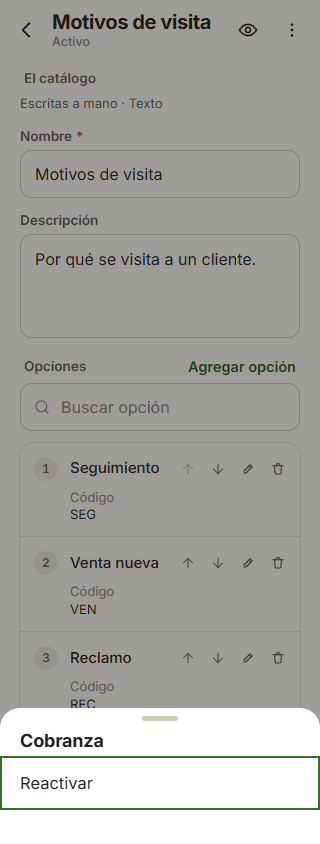 Motivos de visita
Activo
El catálogo
Escritas a mano · Texto
Nombre *
Motivos de visita
Descripción
Por qué se visita a un cliente.
Opciones Agregar opción
Buscar opción
1 Seguimiento
Código
SEG
2 Venta nueva
Código
VEN
3 Reclamo
Código
REC
Cobranza
Reactivar